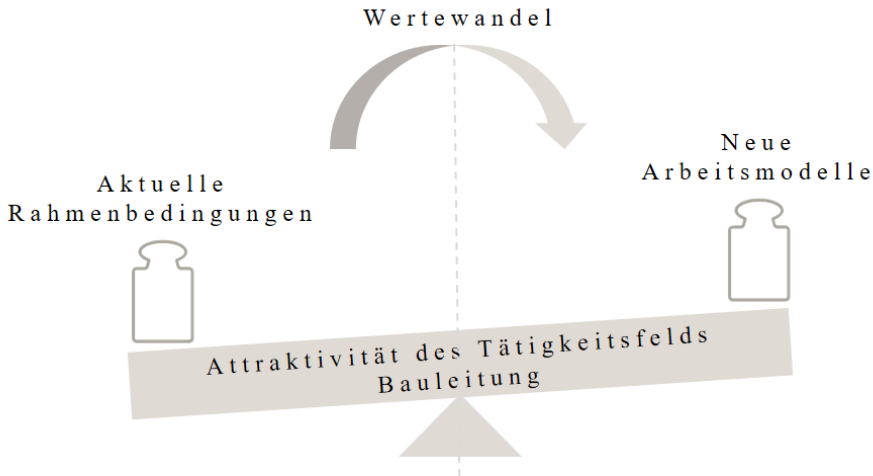 Wertewandel
Neue
Arbeitsmodelle
Aktuelle
Rahmenbedingungen
Attraktivität des Tätigkeitsfelds
Bauleitung